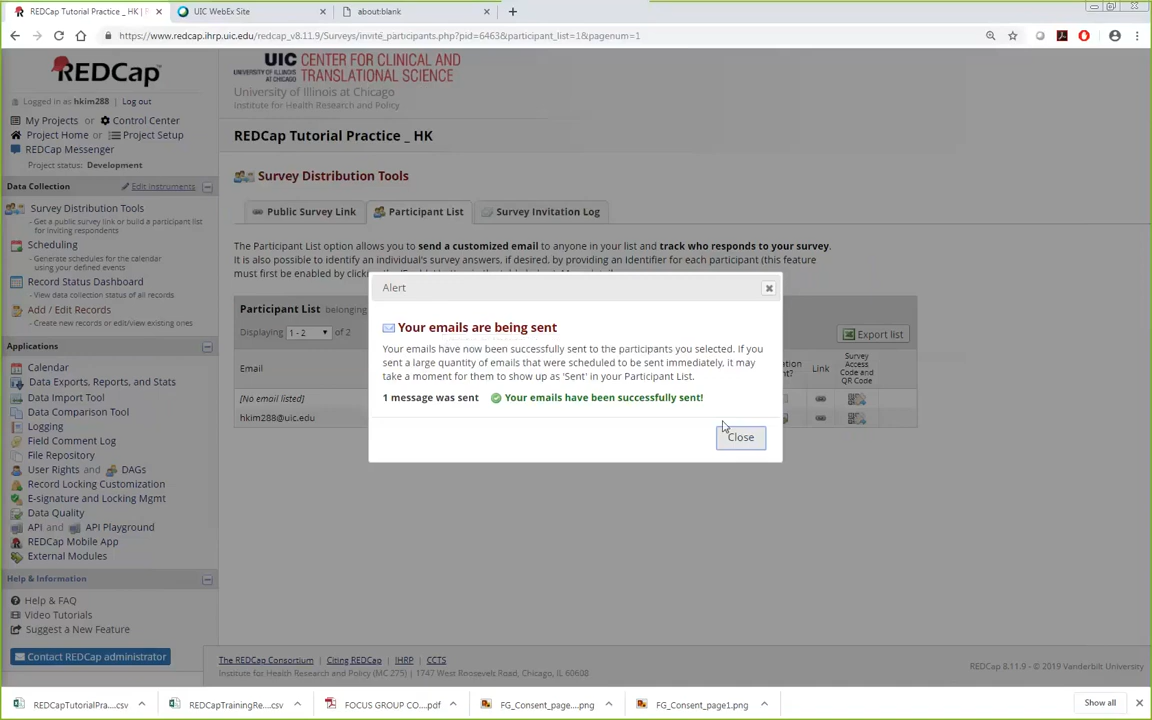 REDCap Tutorial Practice _ HK | 
UIC WebEx Site
about:blank
https://www.redcap.ihrp.uic.edu/redcap_v8.11.9/Surveys/invite_participants.php?pid=6463&participant_list=1&pagenum=1
REDCap
Logged in as hkim288 | Log out
My Projects or Control Center
Project Home or Project Setup
REDCap Messenger
Project status: Development
Data Collection Edit instruments
Survey Distribution Tools
- Get a public survey link or build a participant
list for inviting respondents
Scheduling
- Generate schedules for the calendar
using your defined events
Record Status Dashboard
- View data collection status of all records
Add / Edit Records
- Create new records or edit/view existing ones
Applications
Calendar
Data Exports, Reports, and Stats
Data Import Tool
Data Comparison Tool
Logging
Field Comment Log
File Repository
User Rights and DAGs
Record Locking Customization
E-signature and Locking Mgmt
Data Quality
API and API Playground
REDCap Mobile App
External Modules
Help & Information
Help & FAQ
Video Tutorials
Suggest a New Feature
Contact REDCap administrator
UIC CENTER FOR CLINICAL AND
UNIVERSITY OF ILLINOIS
AT CHICAGO
TRANSLATIONAL SCIENCE
University of Illinois at Chicago
Institute for Health Research and Policy
REDCap Tutorial Practice _ HK
Survey Distribution Tools
Public Survey Link
Participant List
Survey Invitation Log
The Participant List option allows you to send a customized email to anyone in your list and track who responds to your survey.
It is also possible to identify an individual's survey answers, if desired, by providing an Identifier for each participant (this feature
must first be enabled by
Participant List belonging
Displaying 1 - 2 of 2
Export list
Email
Link
Survey
Access
Code and
QR Code
[No email listed]
hkim288@uic.edu
Alert
Your emails are being sent
Your emails have now been successfully sent to the participants you selected. If you
sent a large quantity of emails that were scheduled to be sent immediately, it may
take a moment for them to show up as 'Sent' in your Participant List.
1 message was sent Your emails have been successfully sent!
Close
The REDCap Consortium | Citing REDCap | IHRP | CCTS
Institute for Health Research and Policy (MC 275) | 1747 West Roosevelt Road, Chicago, IL 60608
REDCap 8.11.9 - © 2019 Vanderbilt University
REDCapTutorialPra....csv
REDCapTrainingRe....csv
FOCUS GROUP CO....pdf
FG_Consent_page....png
FG_Consent_page1.png
Show all